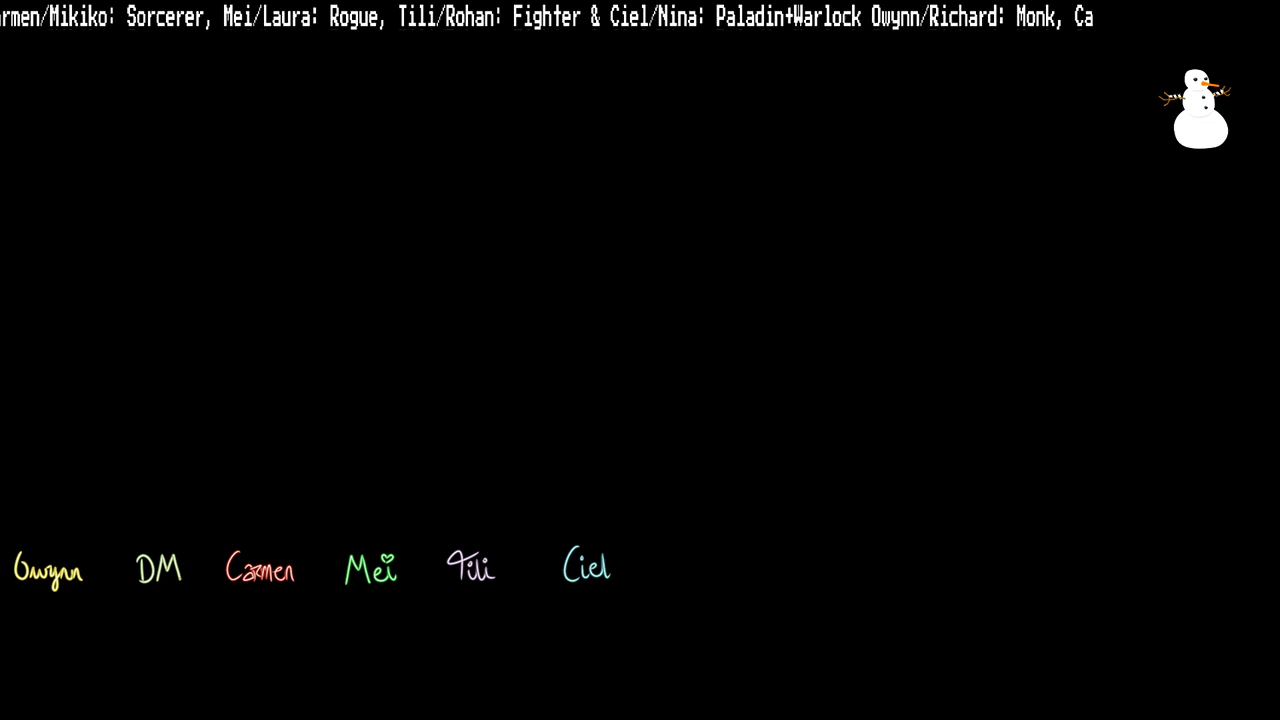 rmen/Mikiko: Sorcerer, Mei/Laura: Rogue, Tili/Rohan: Fighter & Ciel/Nina: Paladin+Warlock Owynn/Richard: Monk, Ca
Owynn DM Carmen Mei Tili Ciel